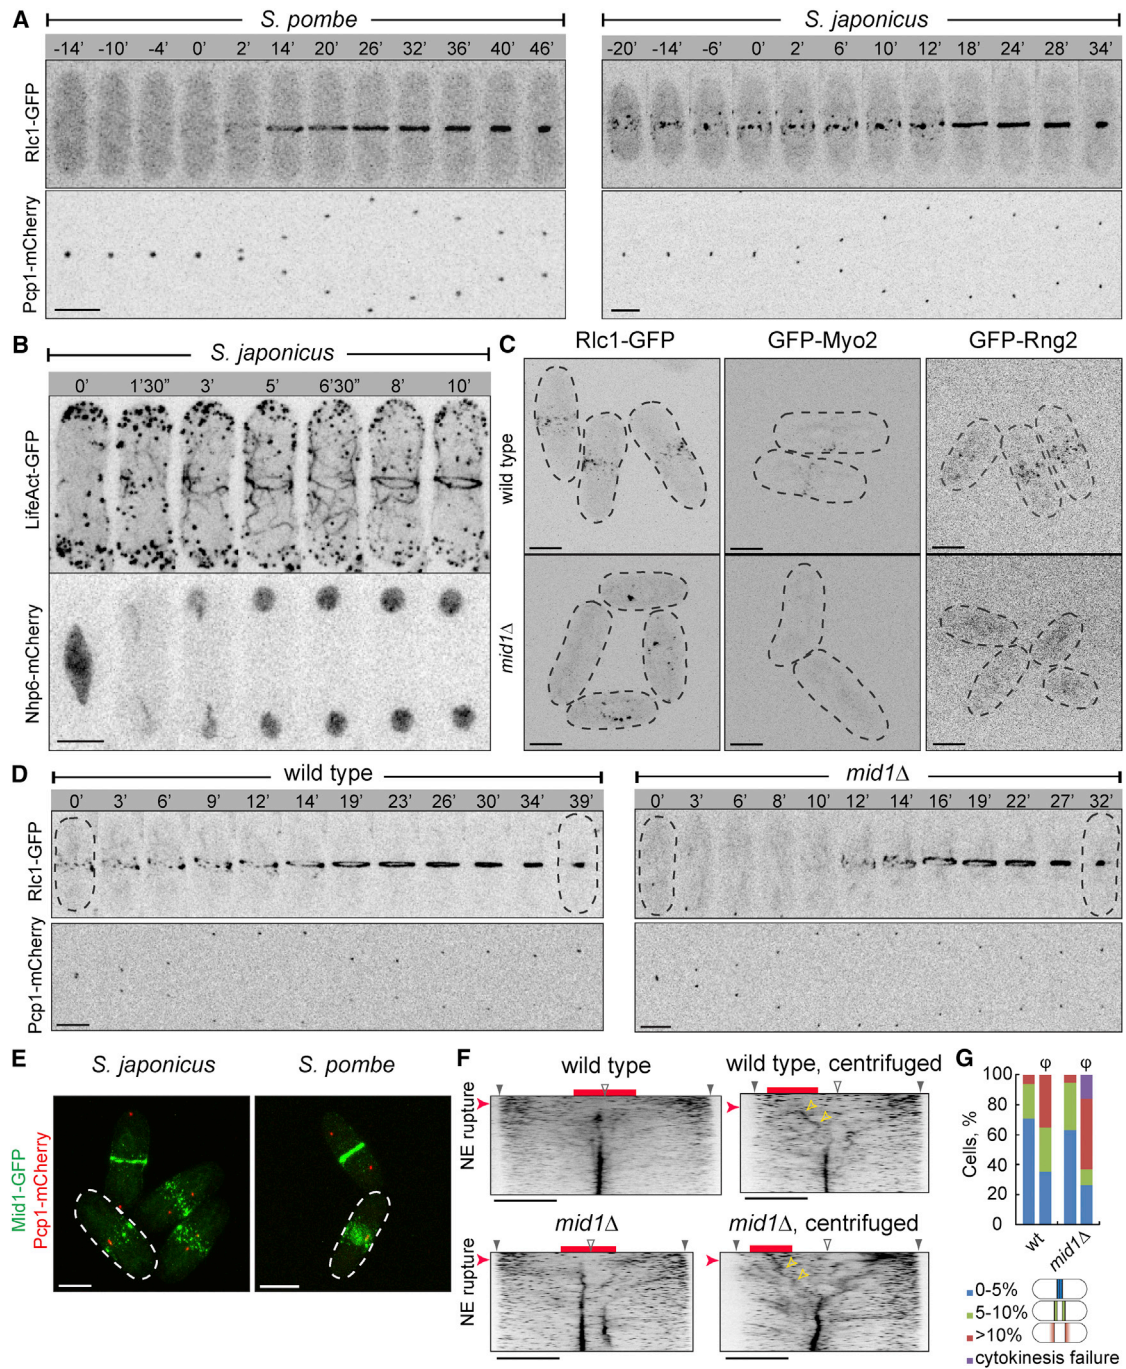 A
S. pombe
S. japonicus
-14’ -10’ -4’ 0’ 2’ 14’ 20’ 26’ 32’ 36’ 40’ 46’
-20’ -14’ -6’ 0’ 2’ 6’ 10’ 12’ 18’ 24’ 28’ 34’
Rlc1-GFP
Pcp1-mCherry
B
S. japonicus
0’ 1’30” 3’ 5’ 6’30” 8’ 10’
LifeAct-GFP
Nhp6-mCherry
C
Rlc1-GFP GFP-Myo2 GFP-Rng2
wild type
mid1Δ
D
wild type
mid1Δ
0’ 3’ 6’ 9’ 12’ 14’ 19’ 23’ 26’ 30’ 34’ 39’
0’ 3’ 6’ 8’ 10’ 12’ 14’ 16’ 19’ 22’ 27’ 32’
Rlc1-GFP
Pcp1-mCherry
E
S. japonicus S. pombe
Mid1-GFP
Pcp1-mCherry
F
wild type
wild type, centrifuged
NE rupture
mid1Δ
mid1Δ, centrifuged
NE rupture
G
φ φ
100
80
60
40
20
0
Cells, %
wt
mid1Δ
0-5%
5-10%
>10%
cytokinesis failure